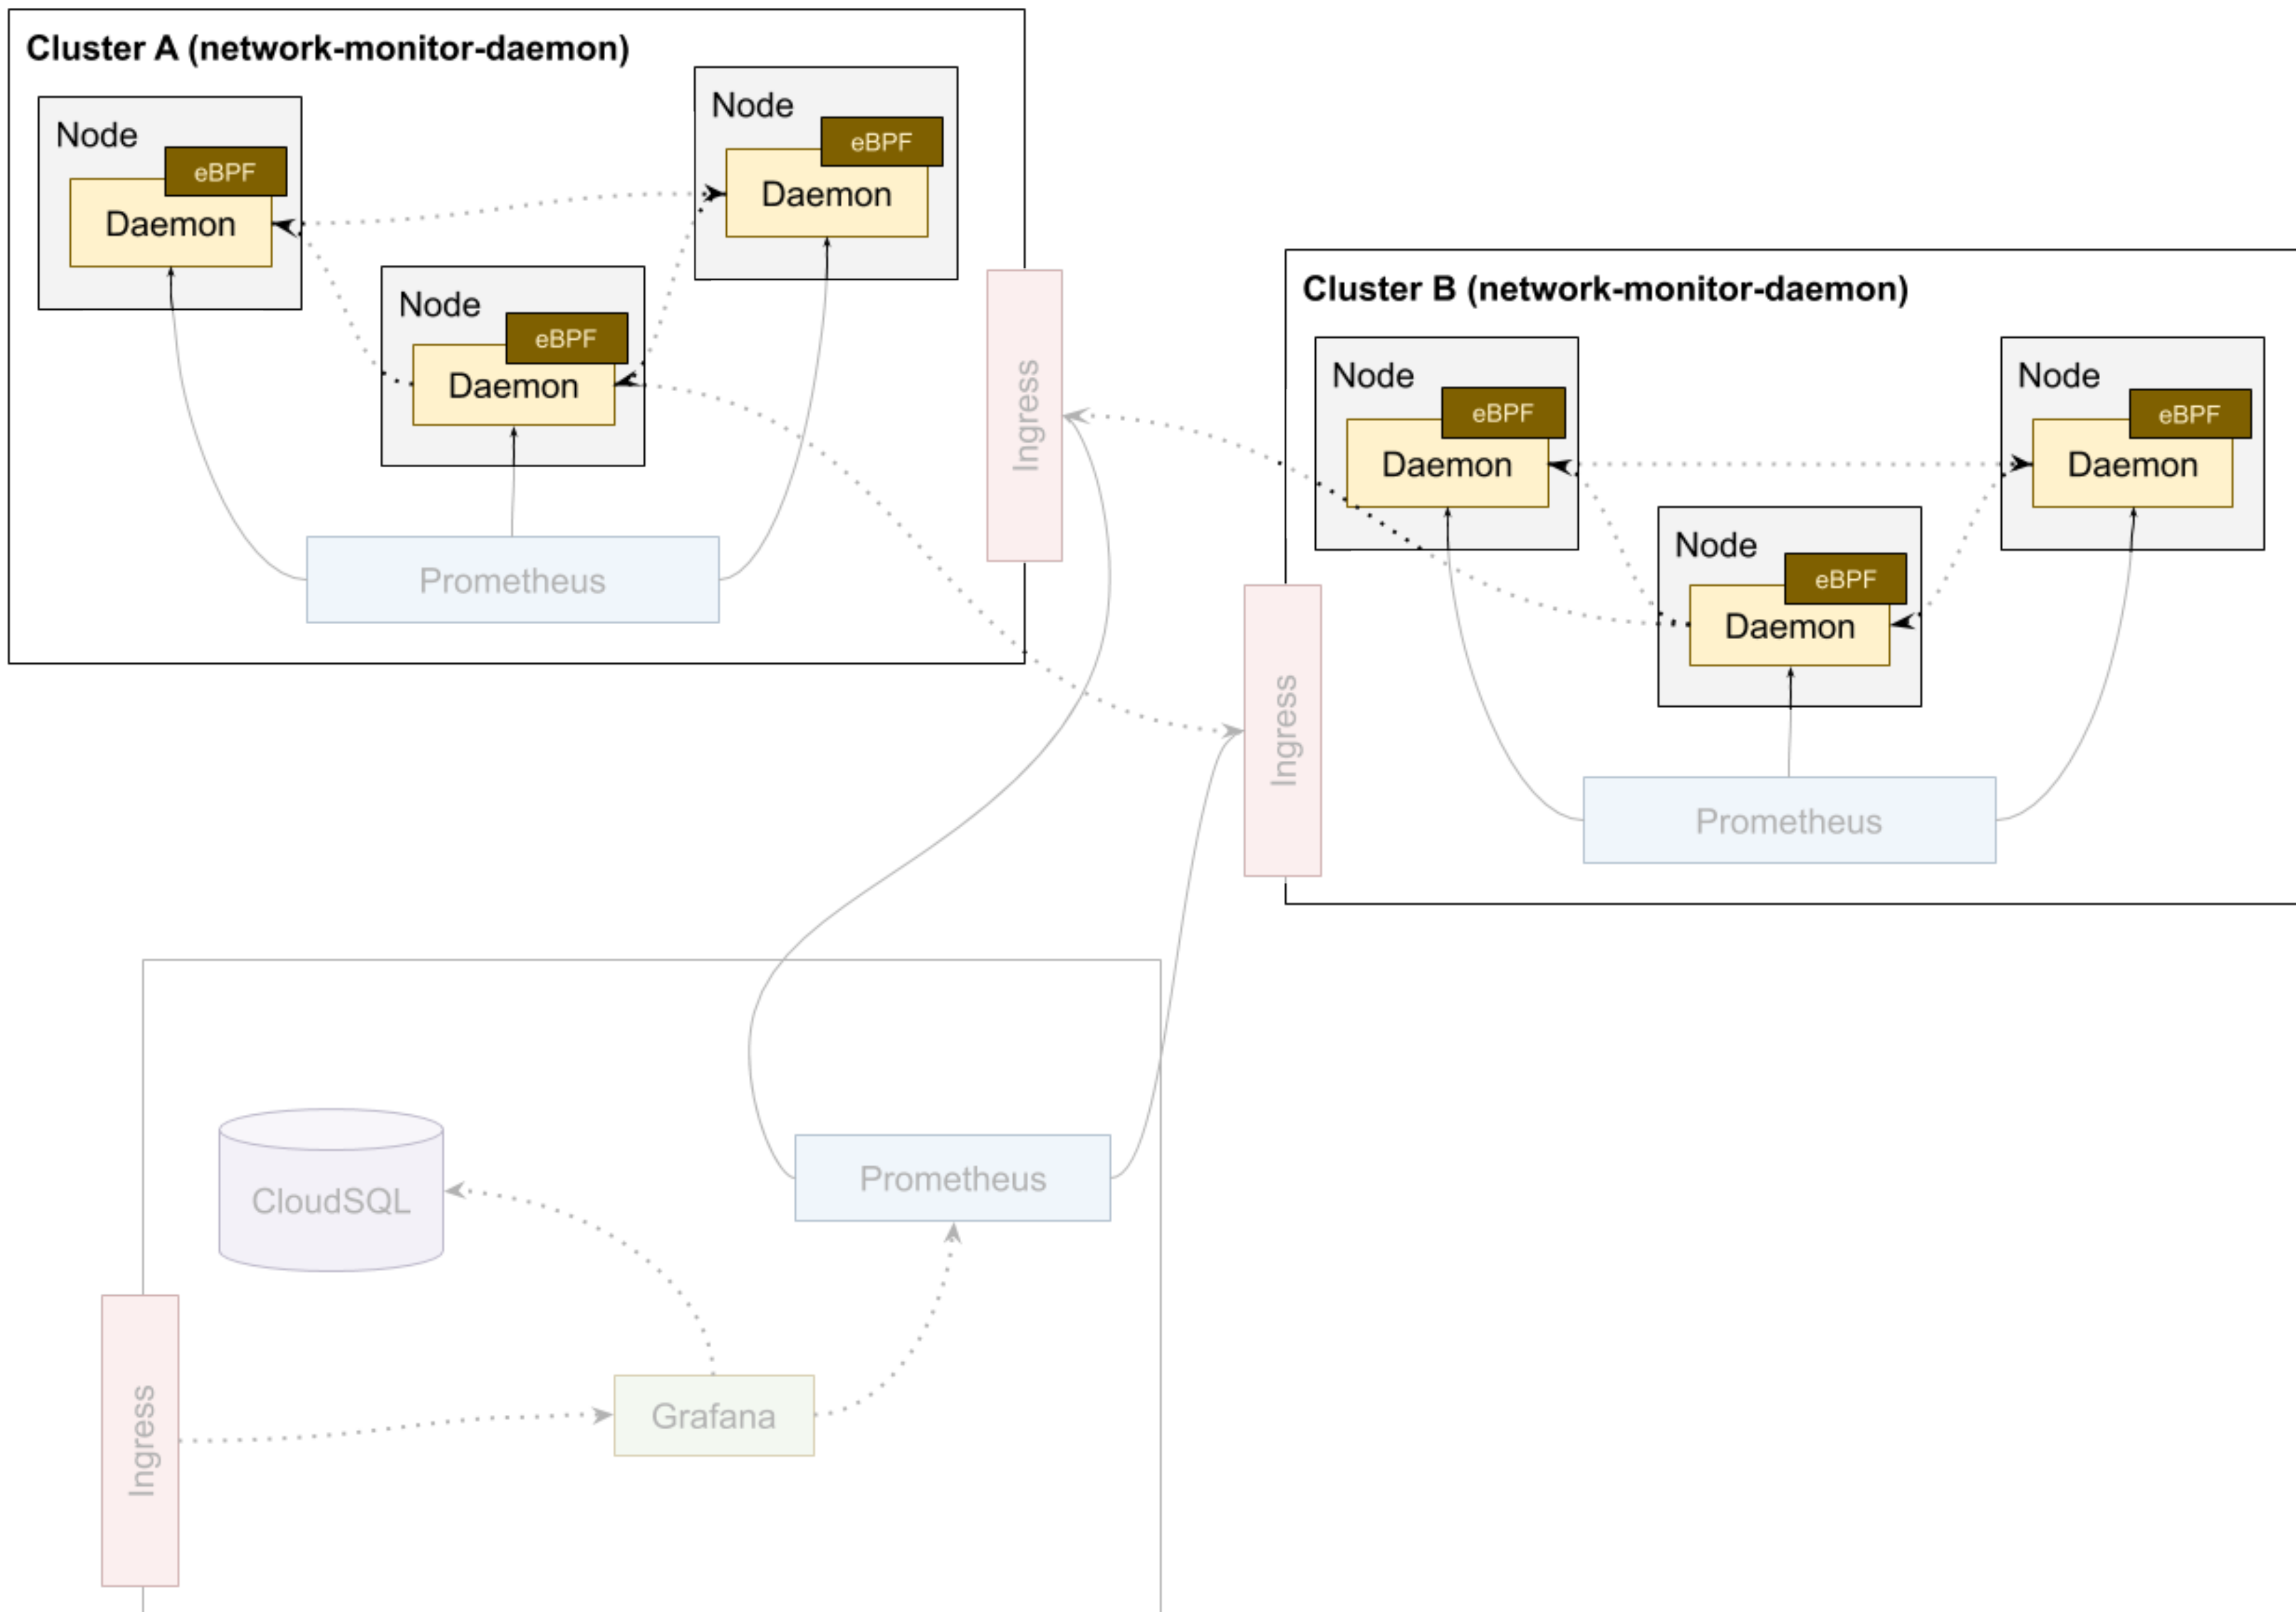 Cluster A (network-monitor-daemon)
Node
eBPF
Daemon
Node
eBPF
Daemon
Node
eBPF
Daemon
Prometheus
Ingress
Cluster B (network-monitor-daemon)
Node
eBPF
Daemon
Node
eBPF
Daemon
Node
eBPF
Daemon
Prometheus
Ingress
CloudSQL
Prometheus
Grafana
Ingress